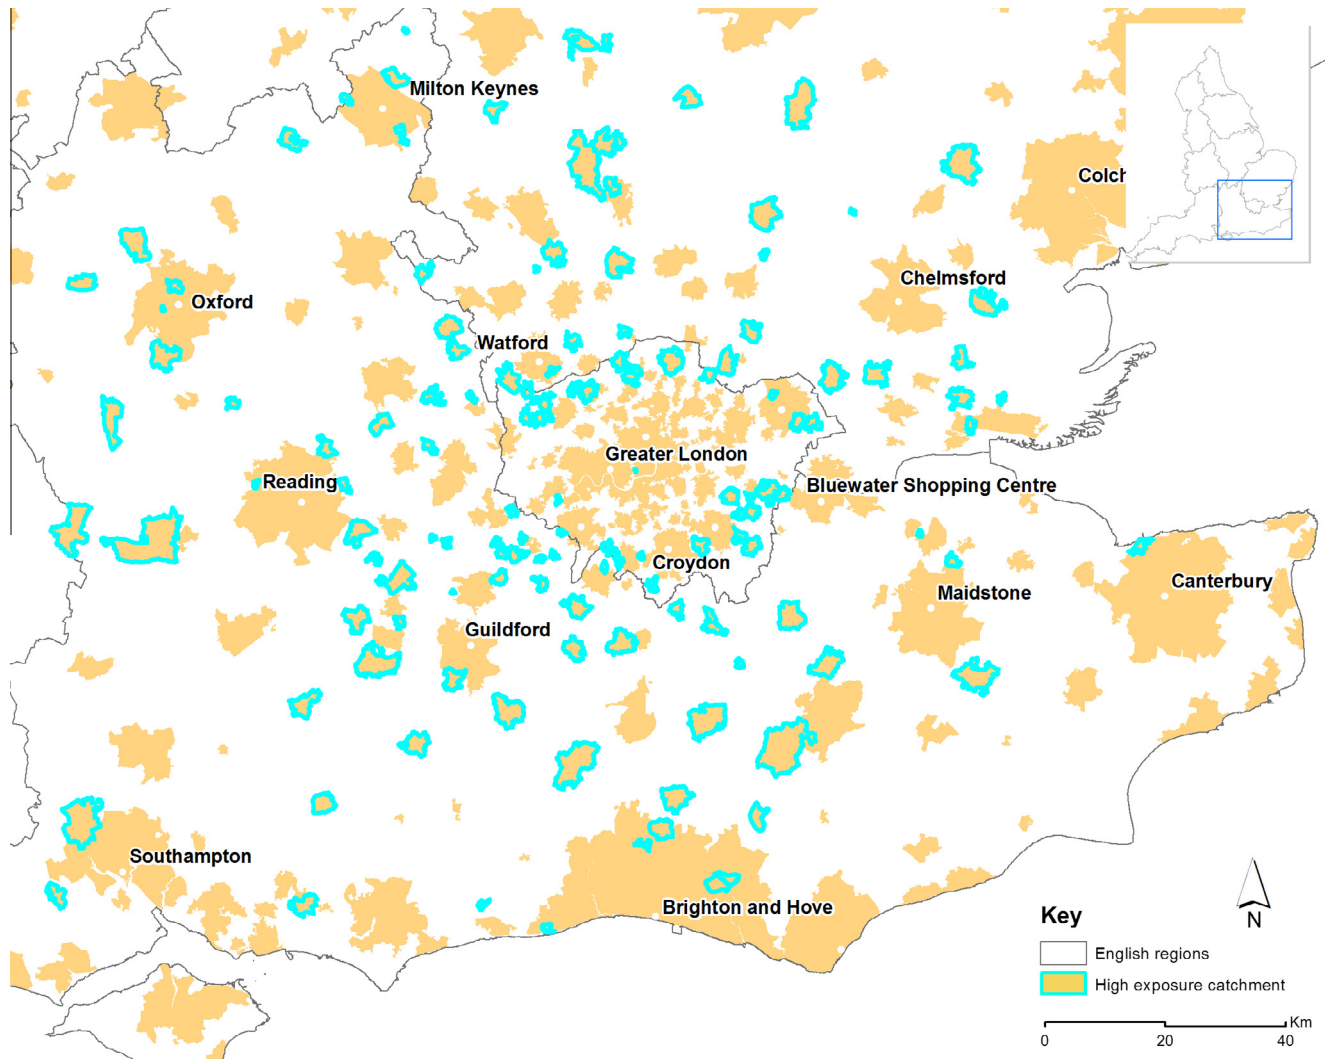 Milton Keynes
Colch
Chelmsford
Oxford
Watford
Greater London
Reading
Bluewater Shopping Centre
Croydon
Canterbury
Maidstone
Guildford
Southampton
Brighton and Hove
N
Key
English regions
High exposure catchment
Km
0 20 40